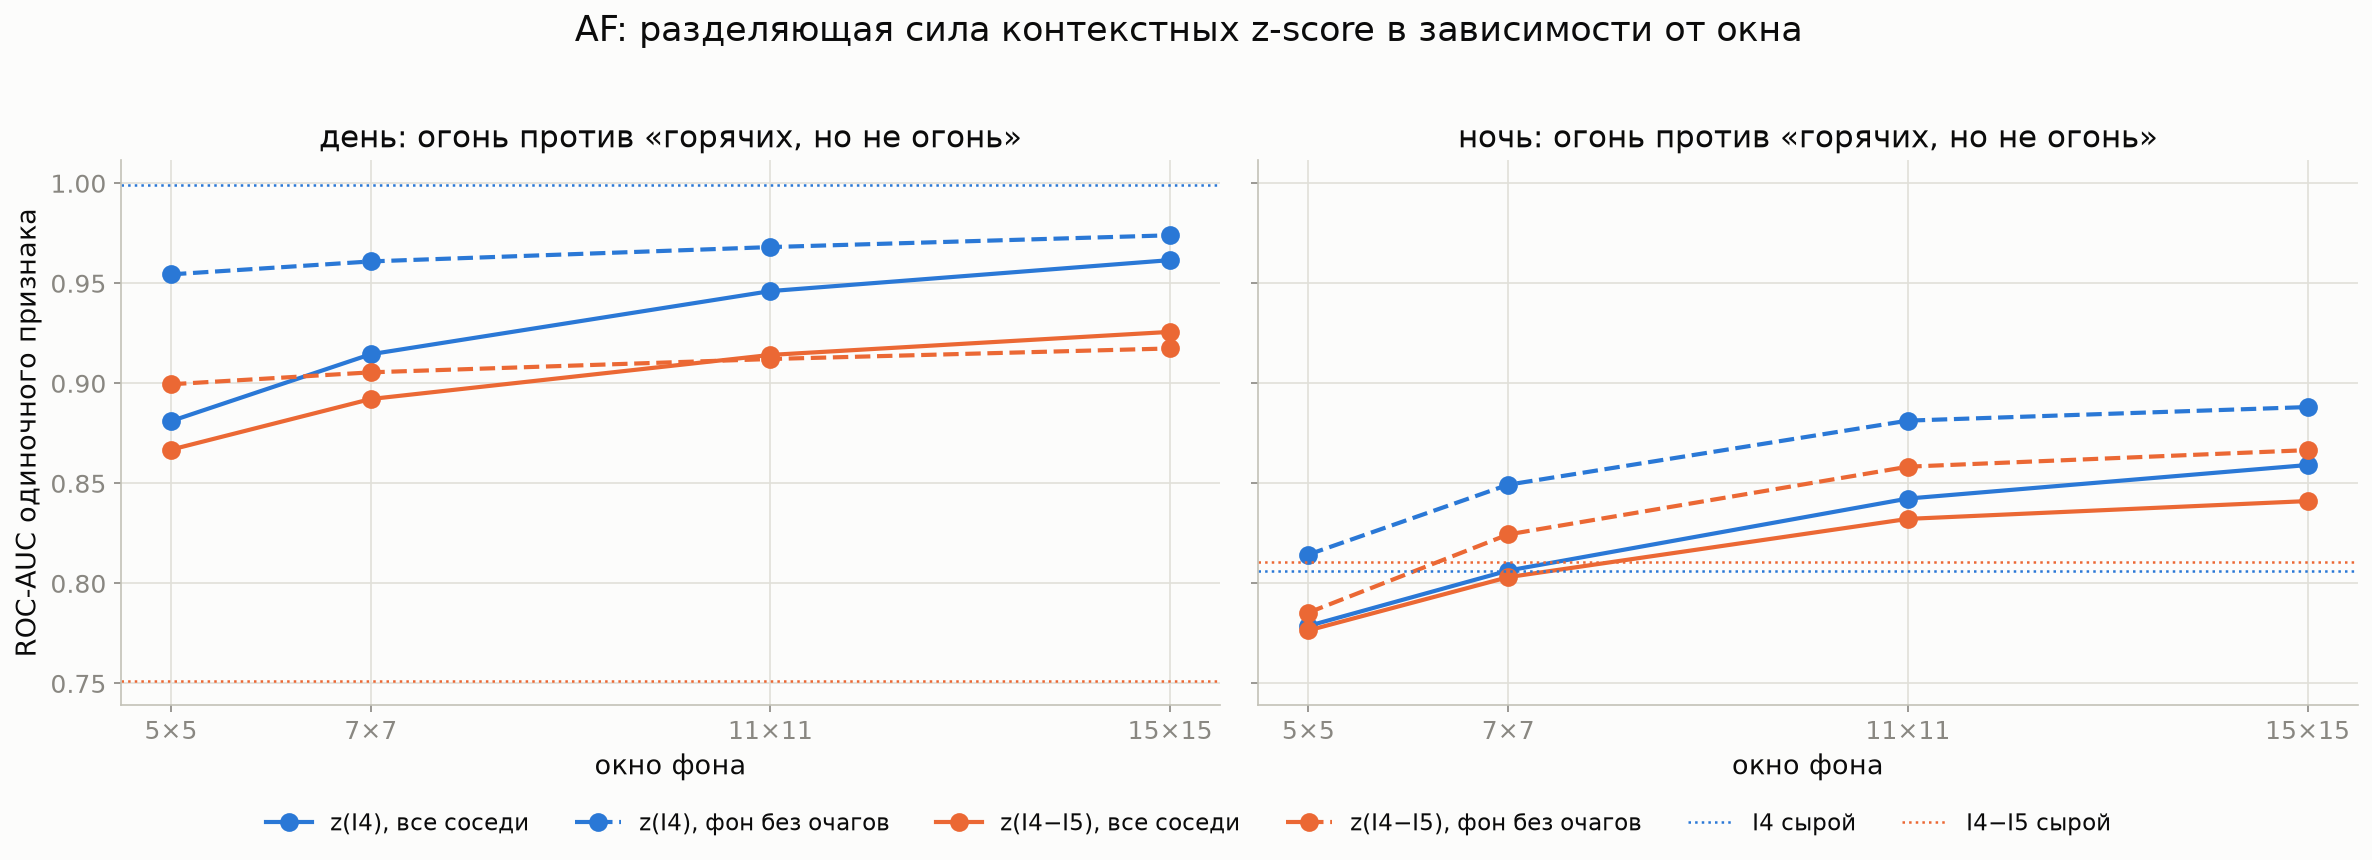 AF: разделяющая сила контекстных z-score в зависимости от окна
день: огонь против «горячих, но не огонь»
ночь: огонь против «горячих, но не огонь»
ROC-AUC одиночного признака
1.00
0.95
0.90
0.85
0.80
0.75
5×5 7×7 11×11 15×15
5×5 7×7 11×11 15×15
окно фона
окно фона
z(I4), все соседи z(I4), фон без очагов z(I4−I5), все соседи z(I4−I5), фон без очагов I4 сырой I4−I5 сырой